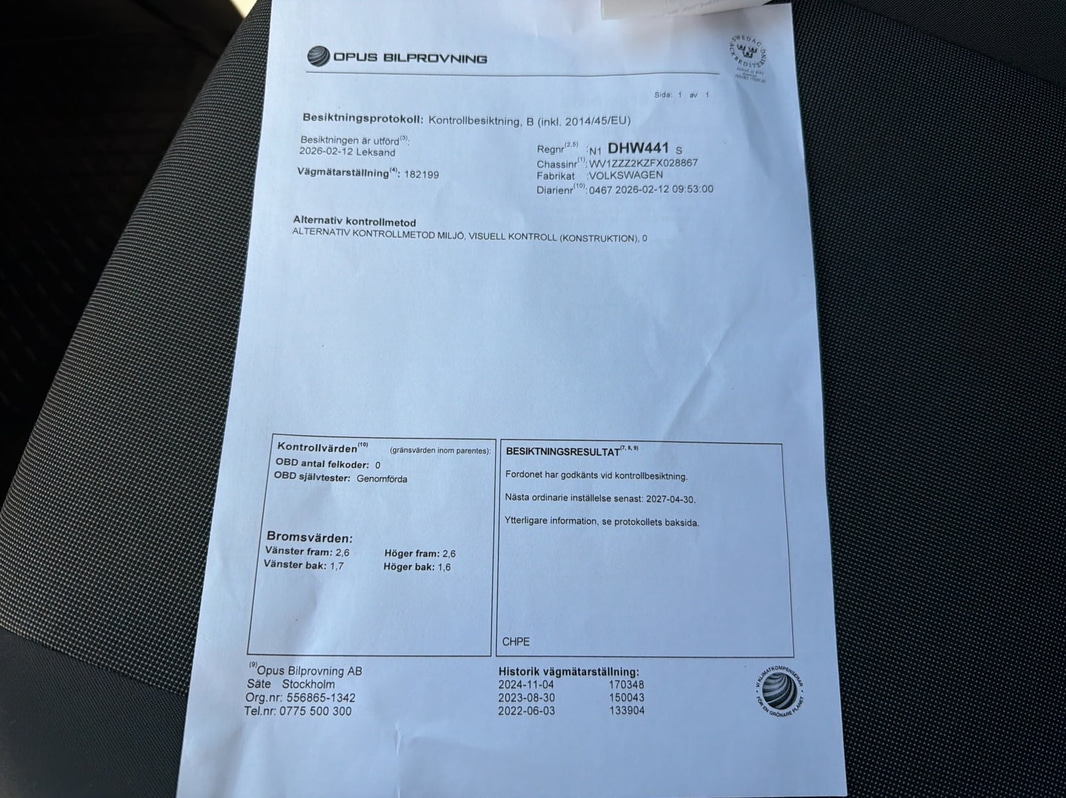 OPUS BILPROVNING
Sida: 1 av 1
Besiktningsprotokoll: Kontrollbesiktning, B (inkl. 2014/45/EU)
Besiktningen är utförd(3):
2026-02-12 Leksand
Vägmätarställning(4): 182199
Regnr(2,5) :N1 DHW441 S
Chassinr(1):WV1ZZZ2KZFX028867
Fabrikat :VOLKSWAGEN
Diarienr(10):0467 2026-02-12 09:53:00
Alternativ kontrollmetod
ALTERNATIV KONTROLLMETOD MILJÖ, VISUELL KONTROLL (KONSTRUKTION), 0
Kontrollvärden(10) (gränsvärden inom parentes):
OBD antal felkoder: 0
OBD självtester: Genomförda
Bromsvärden:
Vänster fram: 2,6 Höger fram: 2,6
Vänster bak: 1,7 Höger bak: 1,6
BESIKTNINGSRESULTAT(7, 8, 9)
Fordonet har godkänts vid kontrollbesiktning.
Nästa ordinarie inställelse senast: 2027-04-30.
Ytterligare information, se protokollets baksida.
CHPE
(9)Opus Bilprovning AB
Säte Stockholm
Org.nr: 556865-1342
Tel.nr: 0775 500 300
Historik vägmätarställning:
2024-11-04 170348
2023-08-30 150043
2022-06-03 133904
VI KLIMATKOMPENSERAR
FÖR EN GRÖNARE PLANET